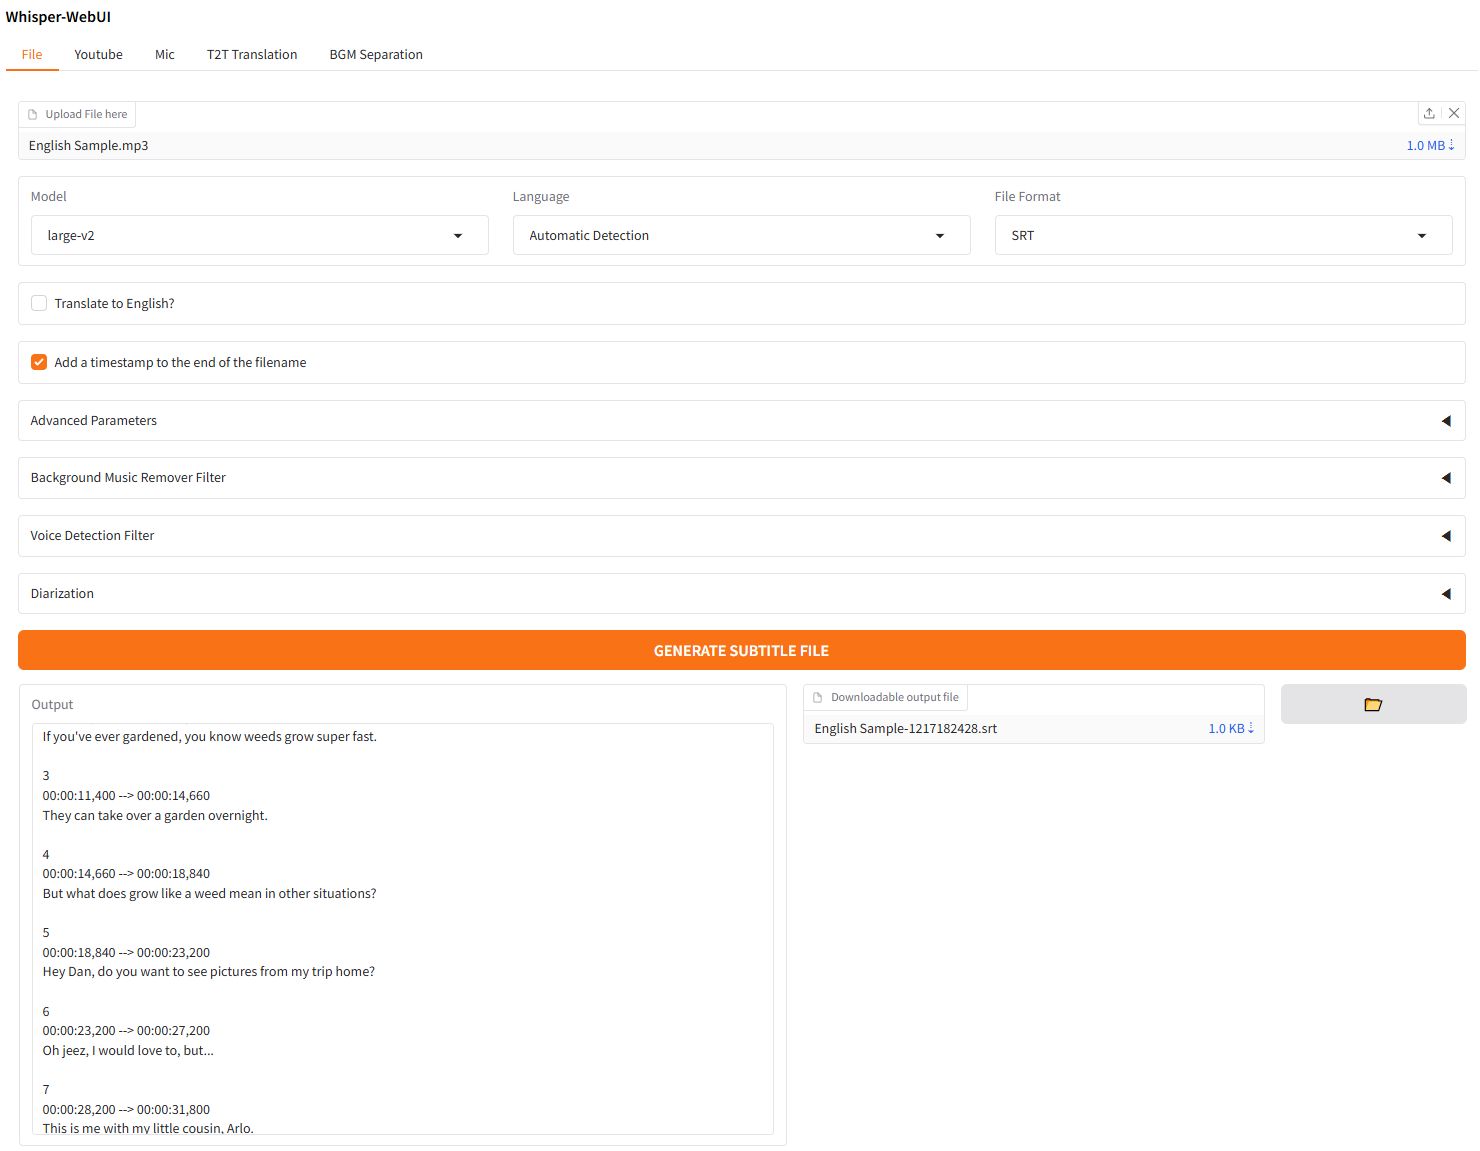 Whisper-WebUI
File Youtube Mic T2T Translation BGM Separation
Upload File here
English Sample.mp3 1.0 MB ⇣
Model Language File Format
large-v2 Automatic Detection SRT
Translate to English?
Add a timestamp to the end of the filename
Advanced Parameters
Background Music Remover Filter
Voice Detection Filter
Diarization
GENERATE SUBTITLE FILE
Output
If you've ever gardened, you know weeds grow super fast.
3
00:00:11,400 --> 00:00:14,660
They can take over a garden overnight.
4
00:00:14,660 --> 00:00:18,840
But what does grow like a weed mean in other situations?
5
00:00:18,840 --> 00:00:23,200
Hey Dan, do you want to see pictures from my trip home?
6
00:00:23,200 --> 00:00:27,200
Oh jeez, I would love to, but...
7
00:00:28,200 --> 00:00:31,800
This is me with my little cousin, Arlo.
Downloadable output file
English Sample-1217182428.srt 1.0 KB ⇣